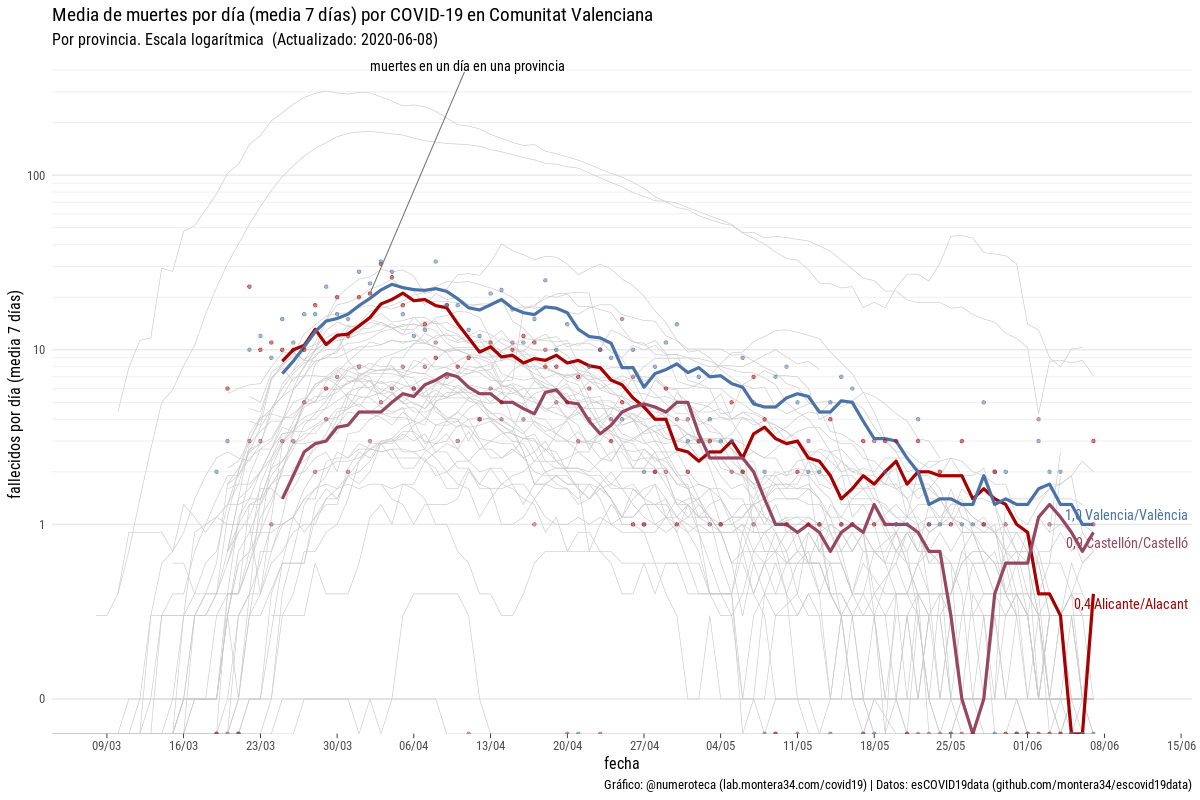 Media de muertes por día (media 7 días) por COVID-19 en Comunitat Valenciana
Por provincia. Escala logarítmica (Actualizado: 2020-06-08)
muertes en un día en una provincia
fallecidos por día (media 7 días)
100
10
1
0
1,0 Valencia/València
0,9 Castellón/Castelló
0,4 Alicante/Alacant
09/03 16/03 23/03 30/03 06/04 13/04 20/04 27/04 04/05 11/05 18/05 25/05 01/06 08/06 15/06
fecha
Gráfico: @numeroteca (lab.montera34.com/covid19) | Datos: esCOVID19data (github.com/montera34/escovid19data)